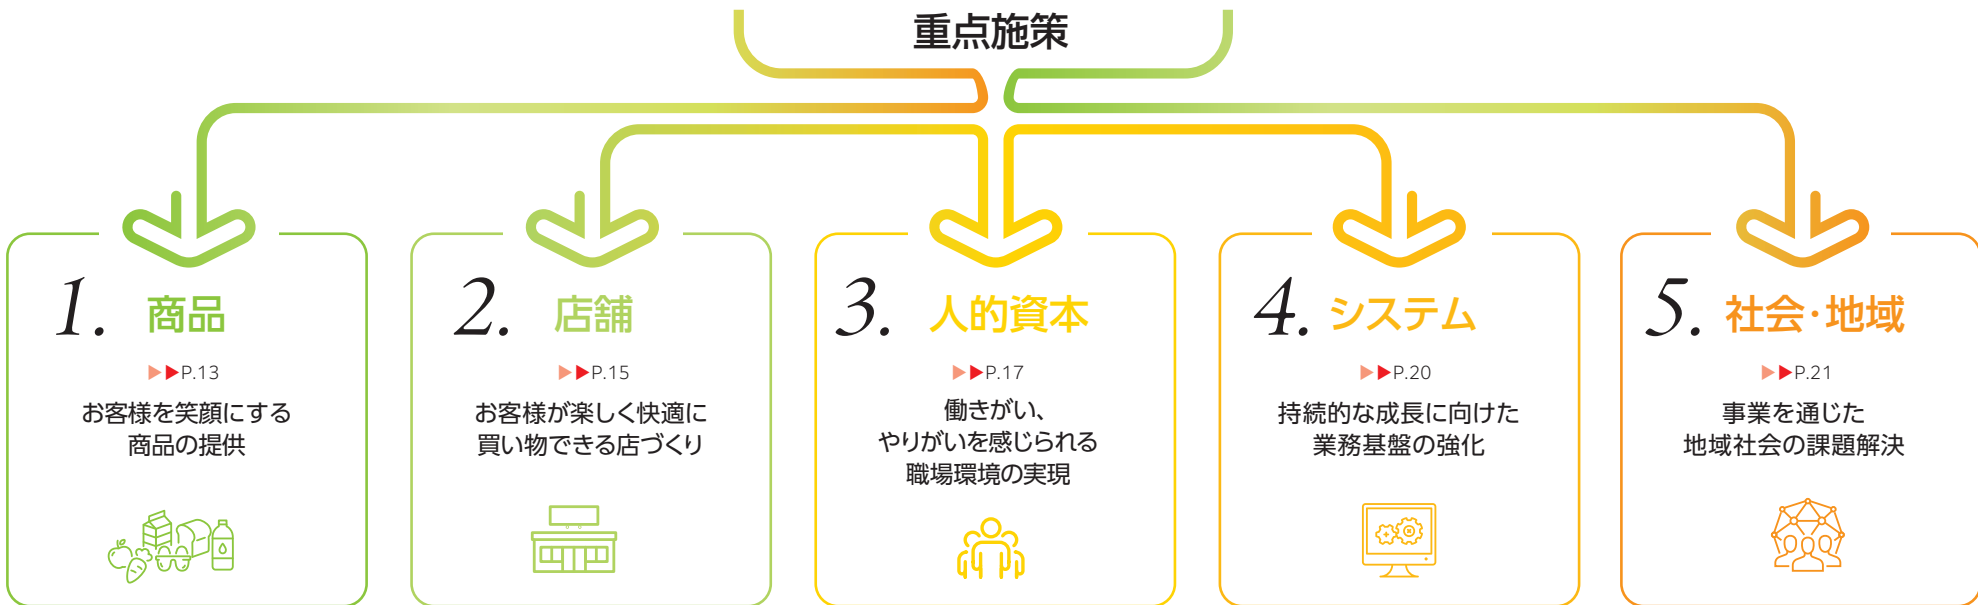 重点施策
1. 商品
▶▶P.13
お客様を笑顔にする
商品の提供
2. 店舗
▶▶P.15
お客様が楽しく快適に
買い物できる店づくり
3. 人的資本
▶▶P.17
働きがい、
やりがいを感じられる
職場環境の実現
4. システム
▶▶P.20
持続的な成長に向けた
業務基盤の強化
5. 社会・地域
▶▶P.21
事業を通じた
地域社会の課題解決